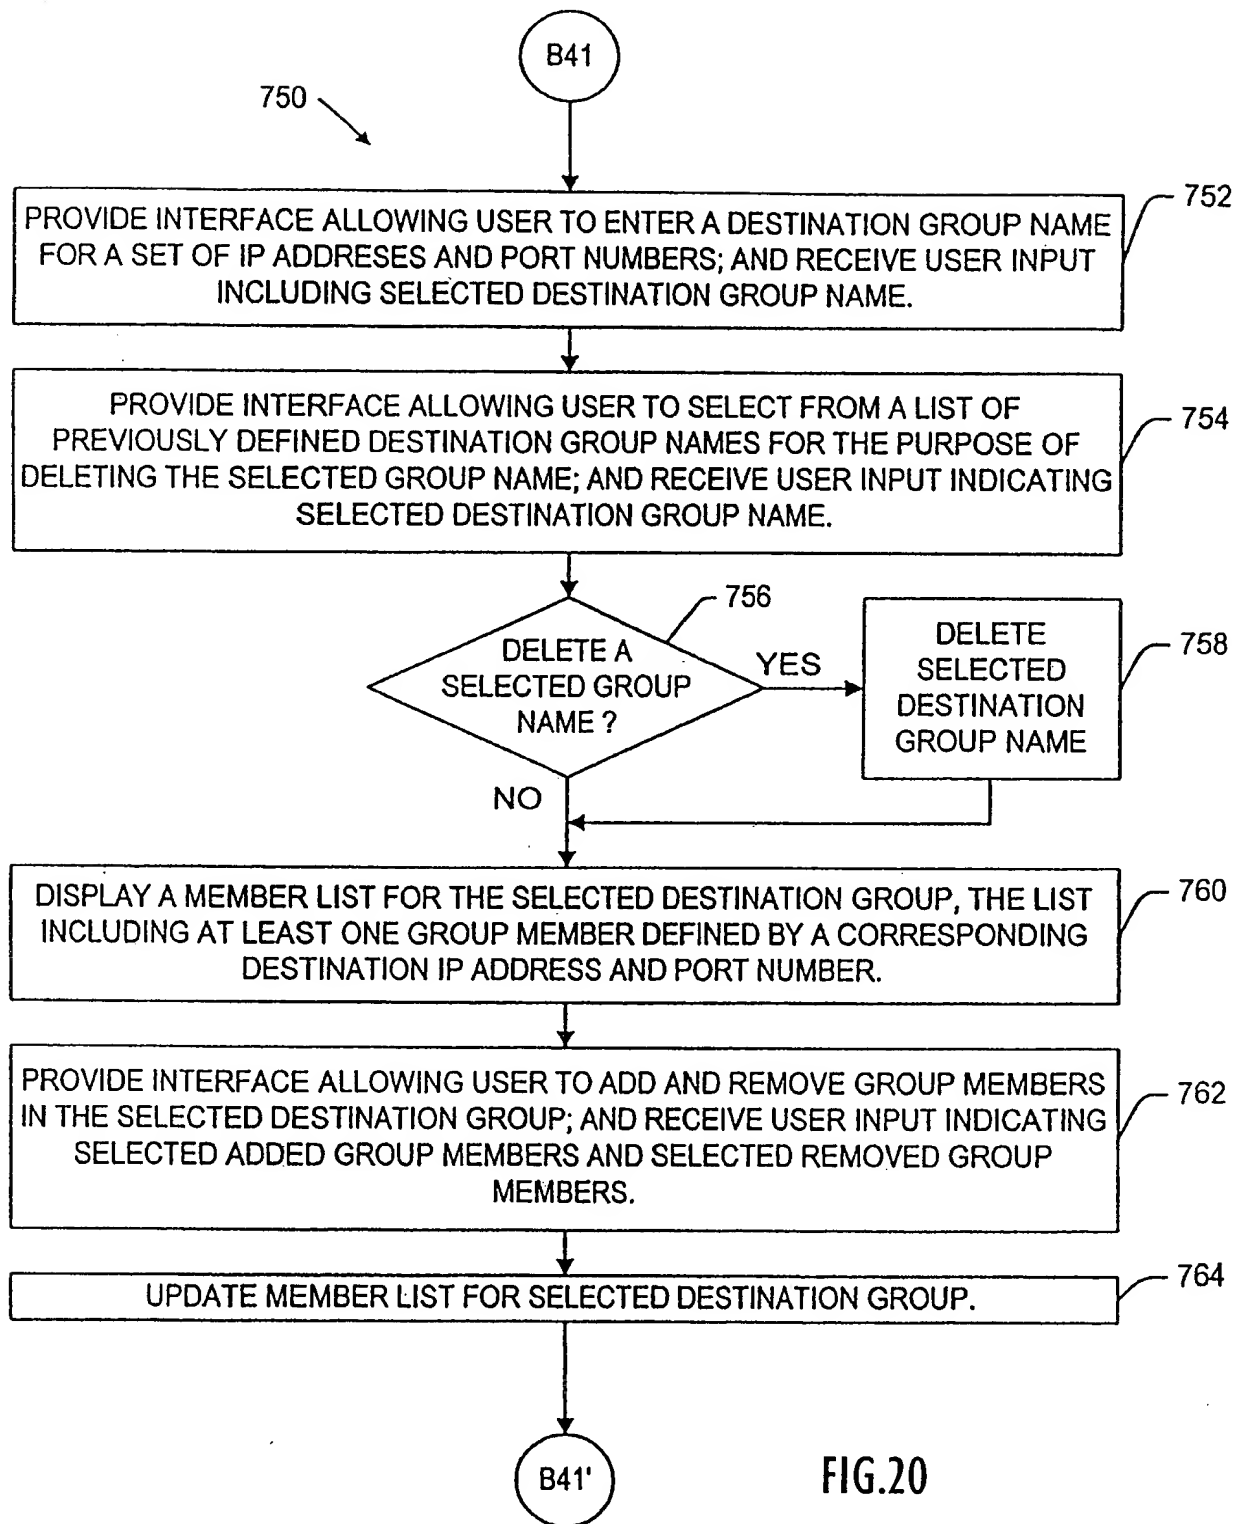 B41
750
752
PROVIDE INTERFACE ALLOWING USER TO ENTER A DESTINATION GROUP NAME
FOR A SET OF IP ADDRESES AND PORT NUMBERS; AND RECEIVE USER INPUT
INCLUDING SELECTED DESTINATION GROUP NAME.
754
PROVIDE INTERFACE ALLOWING USER TO SELECT FROM A LIST OF
PREVIOUSLY DEFINED DESTINATION GROUP NAMES FOR THE PURPOSE OF
DELETING THE SELECTED GROUP NAME; AND RECEIVE USER INPUT INDICATING
SELECTED DESTINATION GROUP NAME.
756
DELETE A
SELECTED GROUP
NAME ?
YES
758
DELETE
SELECTED
DESTINATION
GROUP NAME
NO
760
DISPLAY A MEMBER LIST FOR THE SELECTED DESTINATION GROUP, THE LIST
INCLUDING AT LEAST ONE GROUP MEMBER DEFINED BY A CORRESPONDING
DESTINATION IP ADDRESS AND PORT NUMBER.
762
PROVIDE INTERFACE ALLOWING USER TO ADD AND REMOVE GROUP MEMBERS
IN THE SELECTED DESTINATION GROUP; AND RECEIVE USER INPUT INDICATING
SELECTED ADDED GROUP MEMBERS AND SELECTED REMOVED GROUP
MEMBERS.
764
UPDATE MEMBER LIST FOR SELECTED DESTINATION GROUP.
B41'
FIG.20